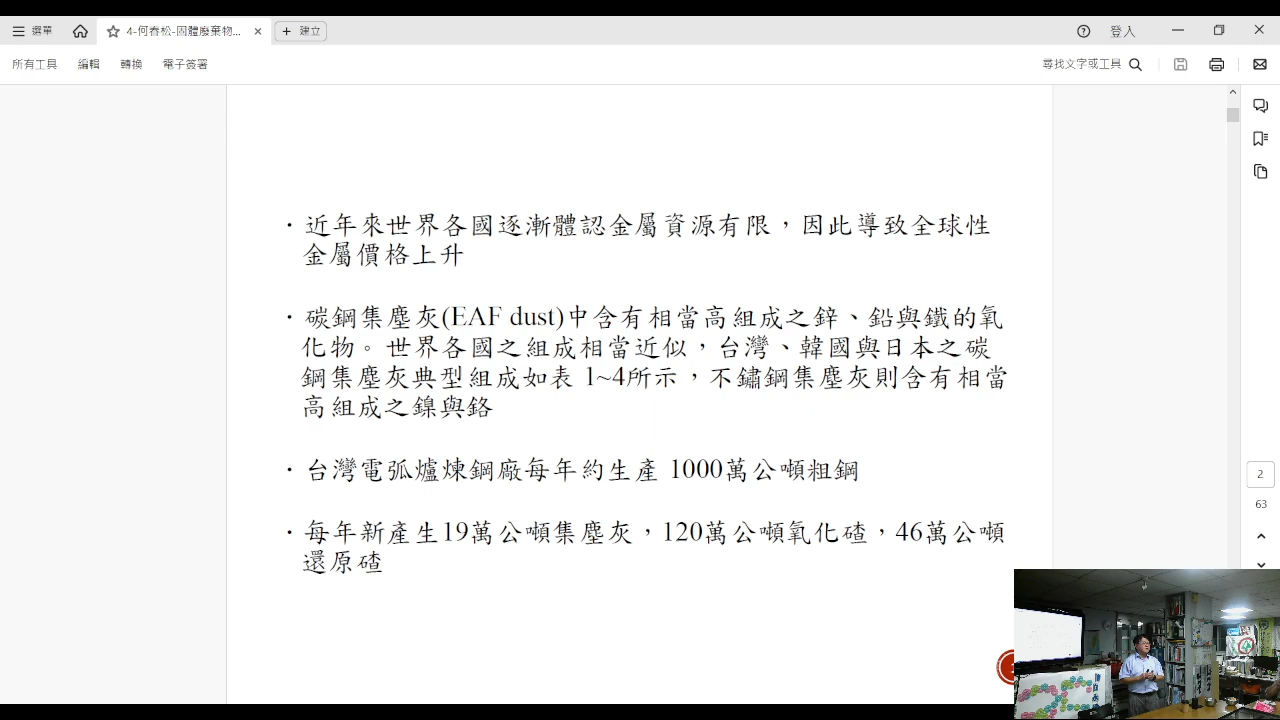 選單
4-何春松-固體廢棄物...
建立
登入
所有工具
編輯
轉換
電子簽署
尋找文字或工具
·近年來世界各國逐漸體認金屬資源有限，因此導致全球性
金屬價格上升
·碳鋼集塵灰(EAF dust)中含有相當高組成之鋅、鉛與鐵的氧
化物。世界各國之組成相當近似，台灣、韓國與日本之碳
鋼集塵灰典型組成如表 1~4所示，不鏽鋼集塵灰則含有相當
高組成之鎳與鉻
·台灣電弧爐煉鋼廠每年約生產 1000萬公噸粗鋼
·每年新產生19萬公噸集塵灰，120萬公噸氧化碴，46萬公噸
還原碴
2
63